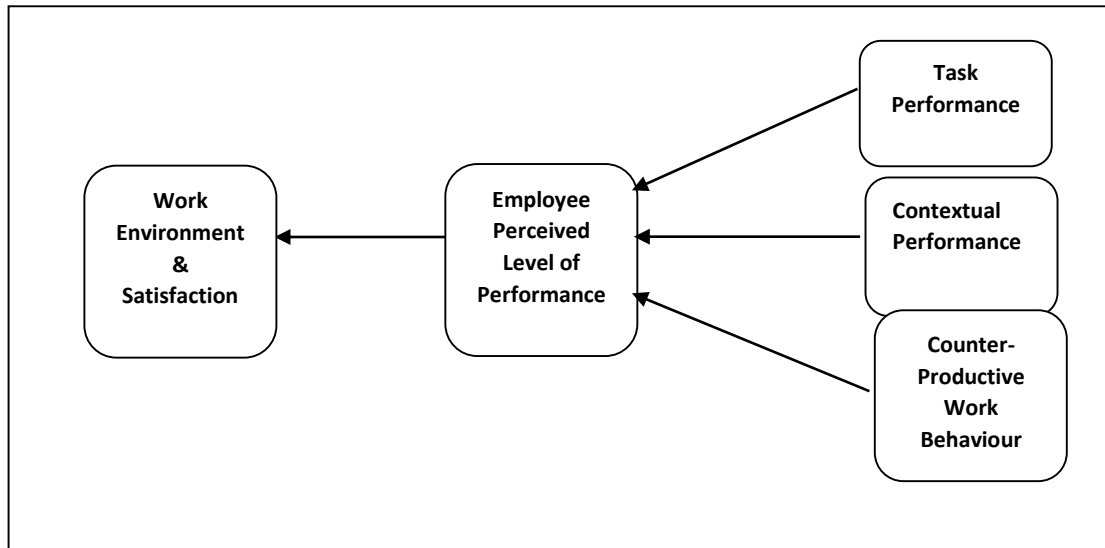 Work
Environment
&
Satisfaction
Employee
Perceived
Level of
Performance
Task
Performance
Contextual
Performance
Counter-
Productive
Work
Behaviour